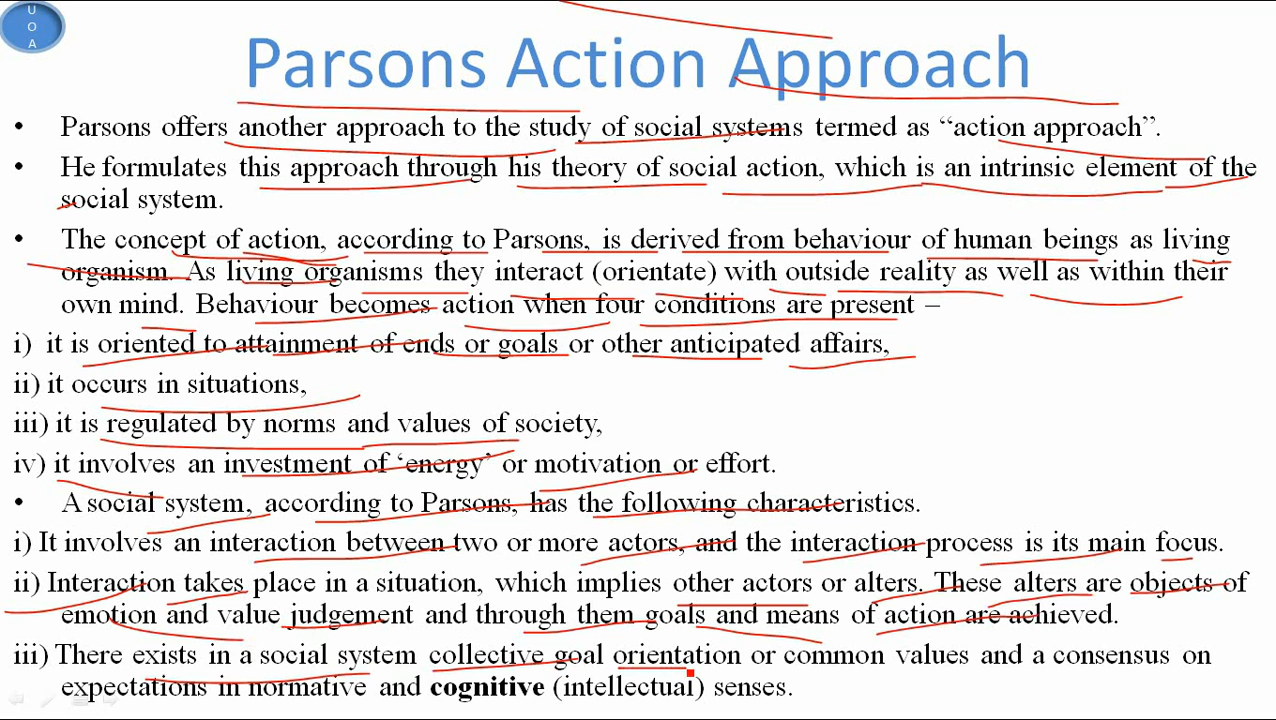 U
O
A
Parsons Action Approach
• Parsons offers another approach to the study of social systems termed as “action approach”.
• He formulates this approach through his theory of social action, which is an intrinsic element of the
social system.
• The concept of action, according to Parsons, is derived from behaviour of human beings as living
organism. As living organisms they interact (orientate) with outside reality as well as within their
own mind. Behaviour becomes action when four conditions are present –
i) it is oriented to attainment of ends or goals or other anticipated affairs,
ii) it occurs in situations,
iii) it is regulated by norms and values of society,
iv) it involves an investment of ‘energy’ or motivation or effort.
• A social system, according to Parsons, has the following characteristics.
i) It involves an interaction between two or more actors, and the interaction process is its main focus.
ii) Interaction takes place in a situation, which implies other actors or alters. These alters are objects of
emotion and value judgement and through them goals and means of action are achieved.
iii) There exists in a social system collective goal orientation or common values and a consensus on
expectations in normative and cognitive (intellectual) senses.